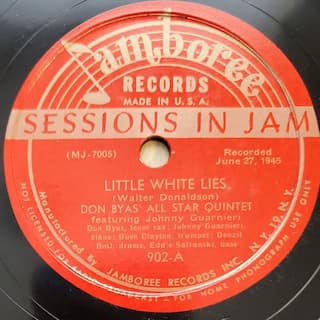 Jamboree
RECORDS
MADE IN U.S.A.
SESSIONS IN JAM
(MJ-7005)
Recorded
June 27, 1945
LITTLE WHITE LIES
(Walter Donaldson)
DON BYAS' ALL STAR QUINTET
featuring Johnny Guarnieri
Don Byas, tenor sax; Johnny Guarnieri,
piano; Buck Clayton, trumpet; Denzil
Best, drums, Eddie Safranski, bass
902-A
Manufactured by JAMBOREE RECORDS INC., N.Y. 19, N.Y.
NOT LICENSED FOR BROADCAST — FOR HOME PHONOGRAPH USE ONLY